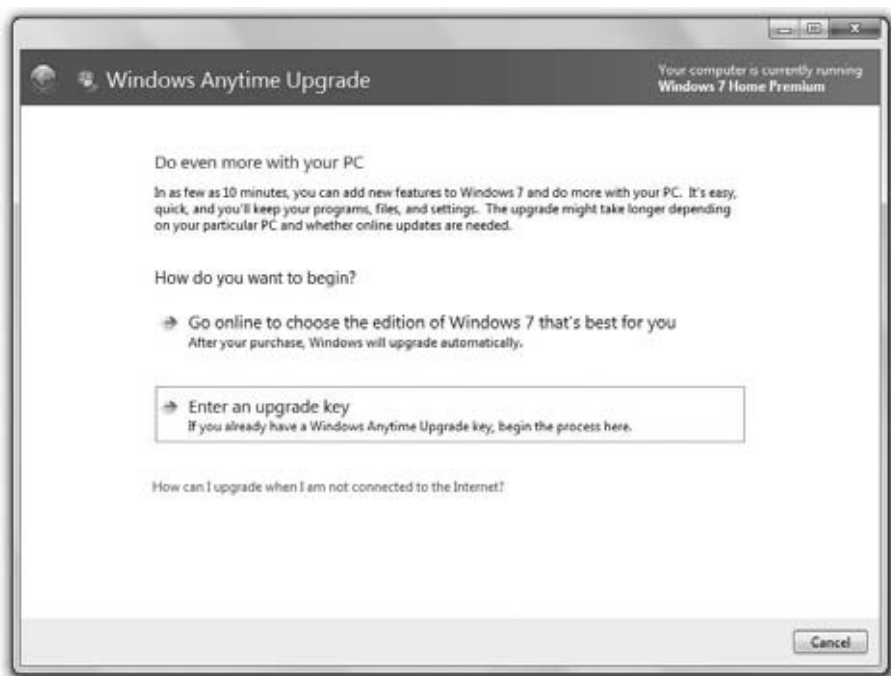 Windows Anytime Upgrade
Your computer is currently running
Windows 7 Home Premium
Do even more with your PC
In as few as 10 minutes, you can add new features to Windows 7 and do more with your PC. It's easy,
quick, and you'll keep your programs, files, and settings. The upgrade might take longer depending
on your particular PC and whether online updates are needed.
How do you want to begin?
Go online to choose the edition of Windows 7 that's best for you
After your purchase, Windows will upgrade automatically.
Enter an upgrade key
If you already have a Windows Anytime Upgrade key, begin the process here.
How can I upgrade when I am not connected to the Internet?
Cancel